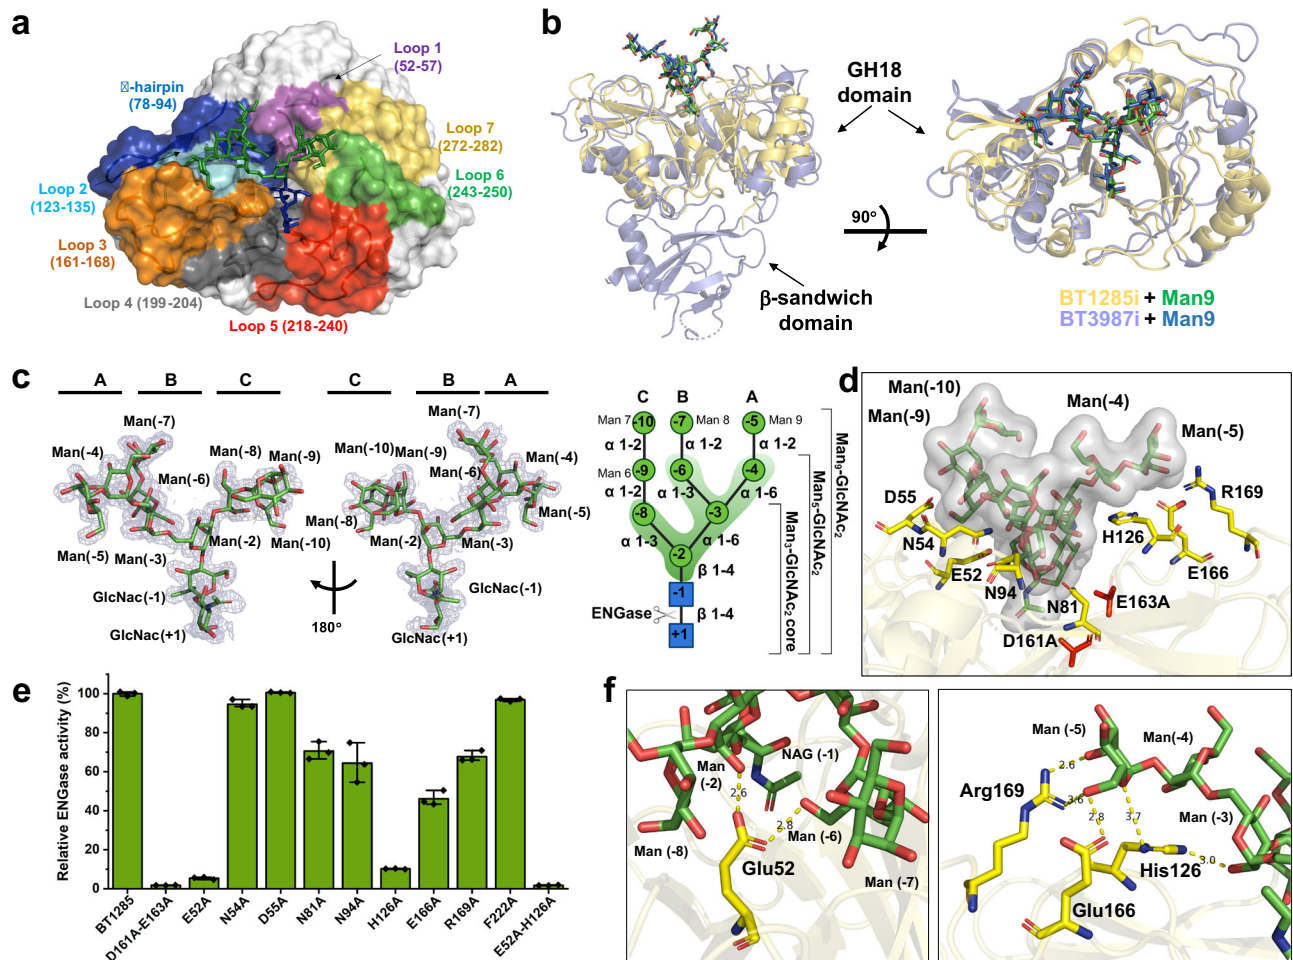 a
Loop 1
(52-57)
-hairpin
(78-94)
Loop 7
(272-282)
Loop 2
(123-135)
Loop 6
(243-250)
Loop 3
(161-168)
Loop 4 (199-204)
Loop 5 (218-240)
b
GH18
domain
90°
β-sandwich
domain
BT1285i + Man9
BT3987i + Man9
c
A
B
C
C
B
A
Man(-7)
Man(-4)
Man(-8)
Man(-9)
Man(-6)
Man(-5)
Man(-3)
Man(-2)
Man(-10)
GlcNac(-1)
GlcNac(+1)
180°
Man(-7)
Man(-10)
Man(-9)
Man(-4)
Man(-6)
Man(-5)
Man(-8)
Man(-2)
Man(-3)
GlcNac(-1)
GlcNac(+1)
C
B
A
Man 7
-10
-7
Man 8
-5
Man 9
α 1-2
α 1-2
α 1-2
Man 6
-9
-6
-4
α 1-2
α 1-3
α 1-6
-8
-3
α 1-3
α 1-6
-2
β 1-4
-1
ENGase
β 1-4
+1
Man₃-GlcNAc₂ core
Man₅-GlcNAc₂
Man₉-GlcNAc₂
d
Man(-10)
Man(-9)
Man(-4)
Man(-5)
D55
R169
N54
H126
E52
E166
N94
N81
E163A
D161A
e
Relative ENGase activity (%)
100
80
60
40
20
0
BT1285
D161A-E163A
E52A
N54A
D55A
N81A
N94A
H126A
E166A
R169A
F222A
E52A-H126A
f
NAG (-1)
Man
(-2)
2.6
2.8
Man (-6)
Man (-8)
Glu52
Man (-7)
Man (-5)
Man(-4)
2.6
Arg169
3.6
2.8
3.7
Man (-3)
3.0
His126
Glu166